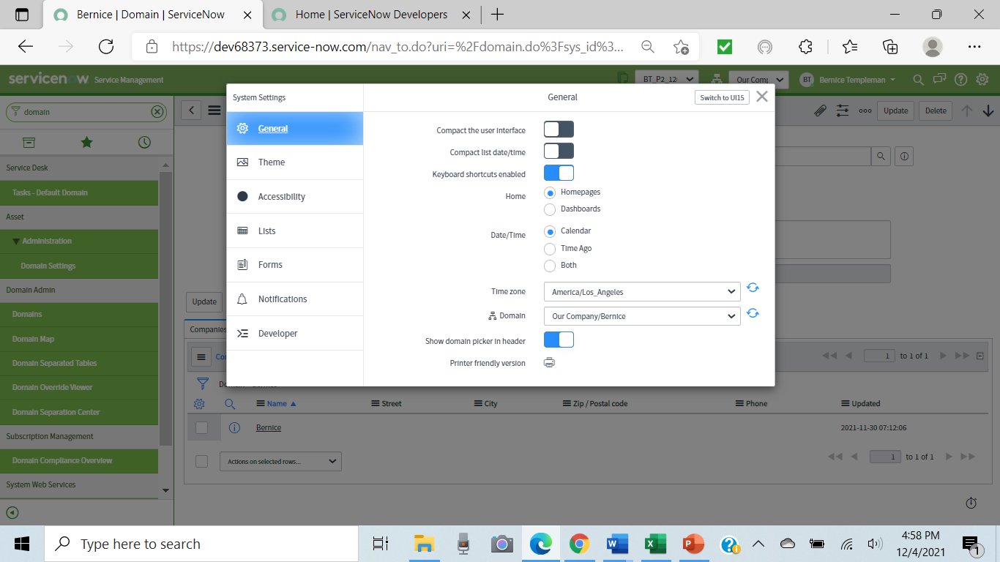 Bernice | Domain | ServiceNow
Home | ServiceNow Developers
https://dev68373.service-now.com/nav_to.do?uri=%2Fdomain.do%3Fsys_id%3...
servicenow Service Management
BT_P2_12
Our Comp
BT Bernice Templeman
domain
System Settings
General
Switch to UI15
Update
Delete
General
Theme
Accessibility
Lists
Forms
Notifications
Developer
Compact the user interface
Compact list date/time
Keyboard shortcuts enabled
Home
Homepages
Dashboards
Date/Time
Calendar
Time Ago
Both
Time zone
America/Los_Angeles
Domain
Our Company/Bernice
Show domain picker in header
Printer friendly version
Service Desk
Tasks - Default Domain
Asset
Administration
Domain Settings
Domain Admin
Domains
Domain Map
Domain Separated Tables
Domain Override Viewer
Domain Separation Center
Subscription Management
Domain Compliance Overview
System Web Services
Update
Companies
1 to 1 of 1
Name
Street
City
Zip / Postal code
Phone
Updated
Bernice
2021-11-30 07:12:06
Actions on selected rows...
1 to 1 of 1
Type here to search
4:58 PM
12/4/2021
1